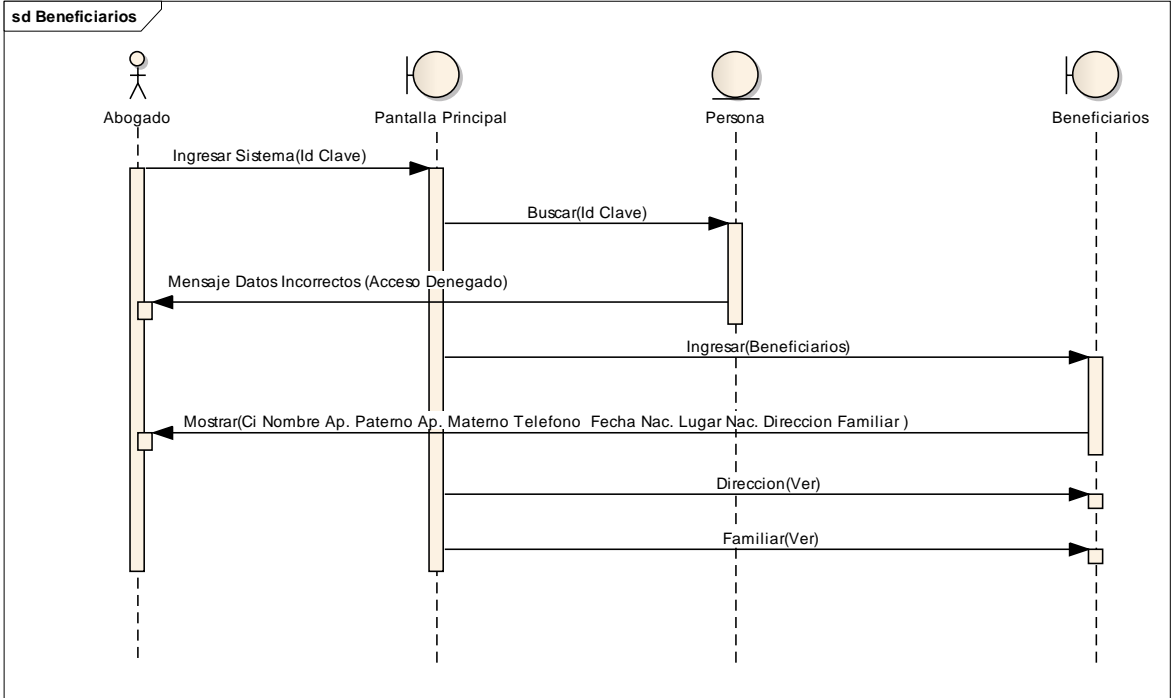 sd Beneficiarios
Abogado
Pantalla Principal
Persona
Beneficiarios
Ingresar Sistema(Id Clave)
Buscar(Id Clave)
Mensaje Datos Incorrectos (Acceso Denegado)
Ingresar(Beneficiarios)
Mostrar(Ci Nombre Ap. Paterno Ap. Materno Telefono  Fecha Nac. Lugar Nac. Direccion Familiar )
Direccion(Ver)
Familiar(Ver)